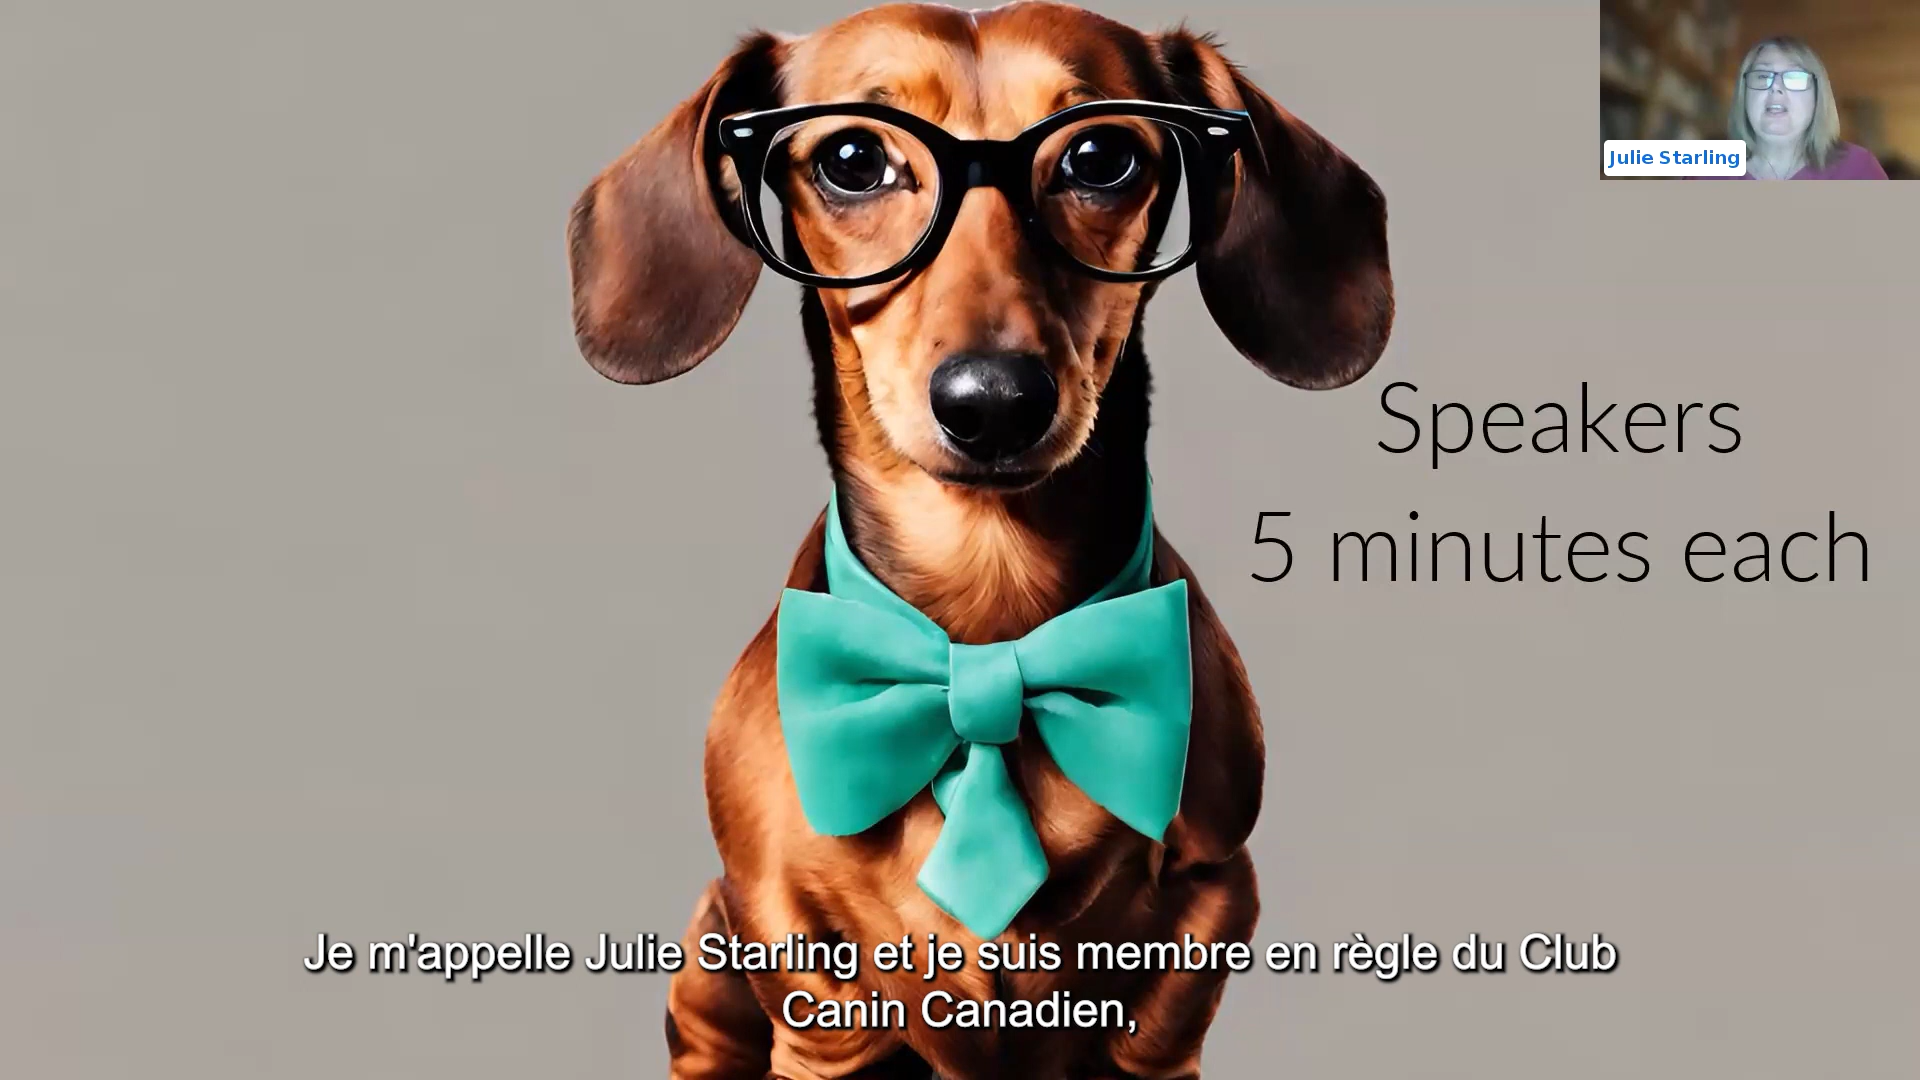 Julie Starling
Speakers
5 minutes each
Je m'appelle Julie Starling et je suis membre en règle du Club
Canin Canadien,